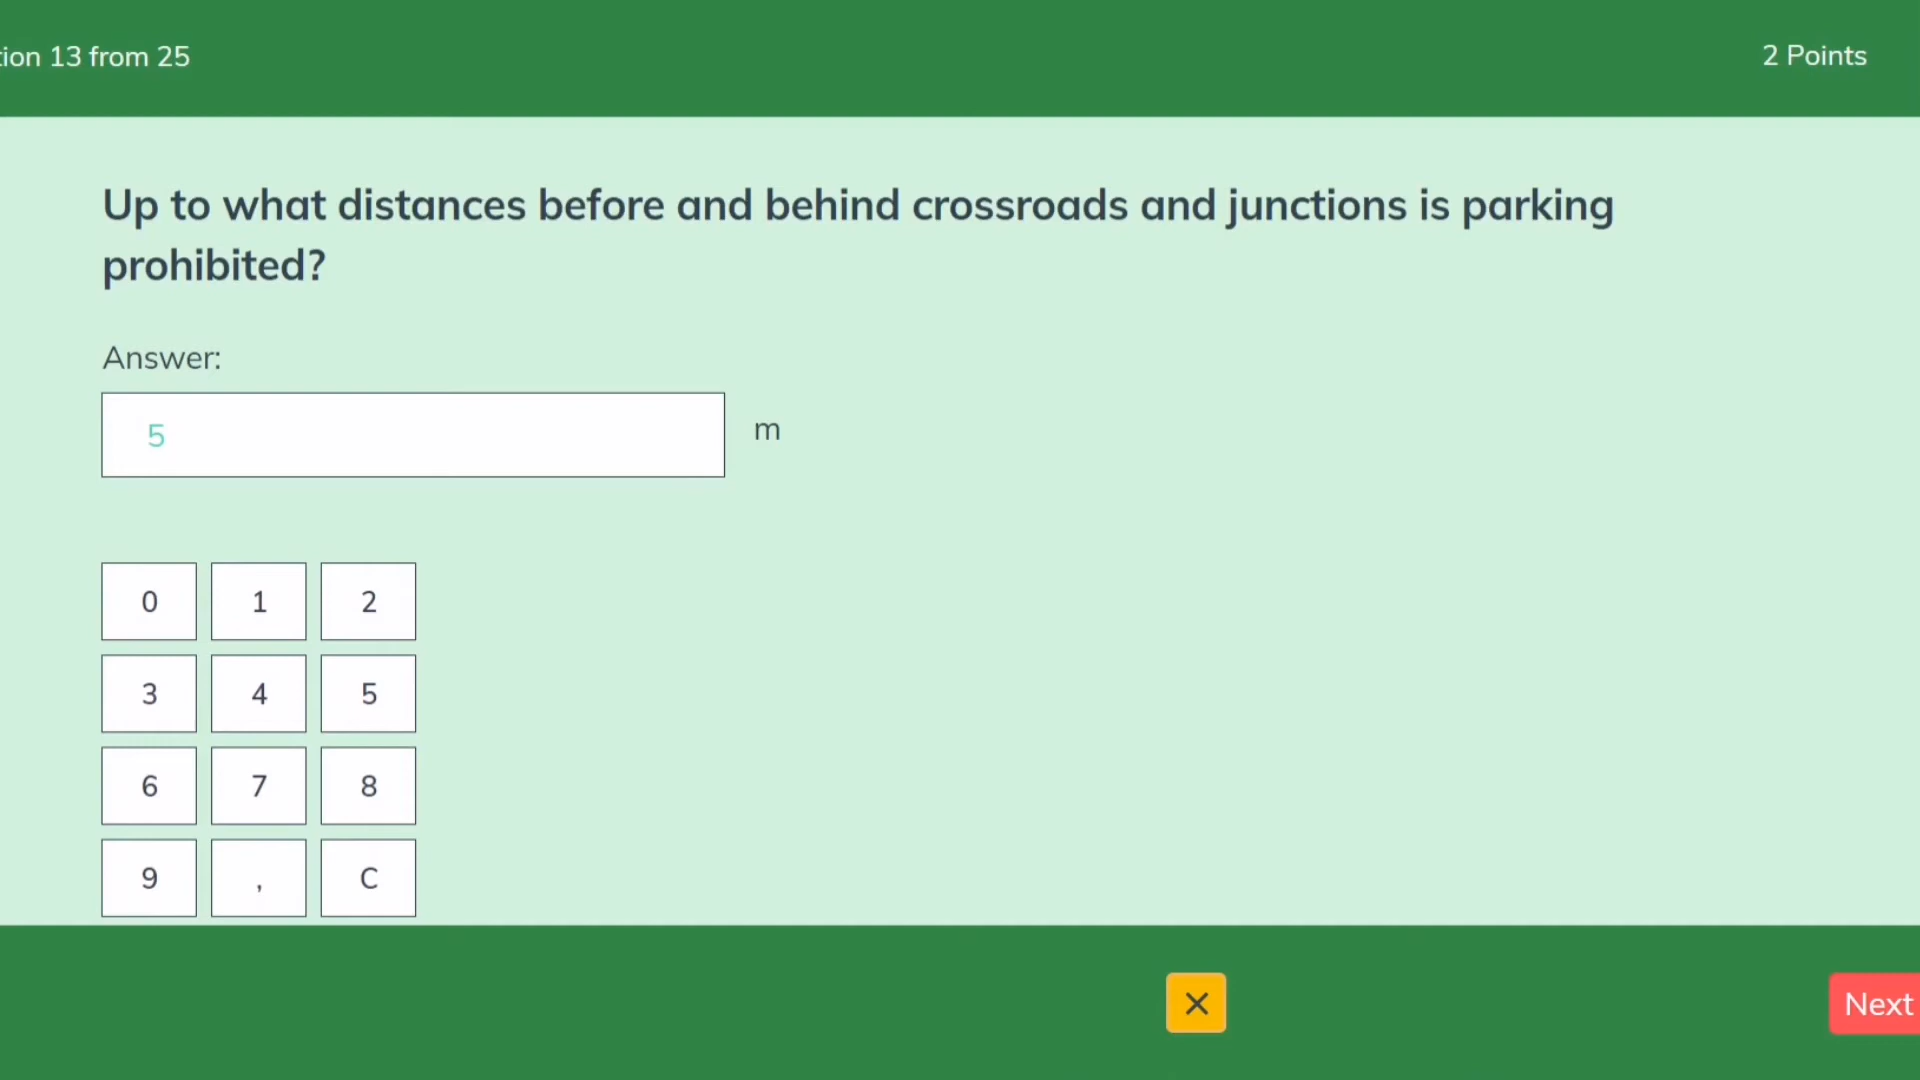 ion 13 from 25
2 Points
Up to what distances before and behind crossroads and junctions is parking
prohibited?
Answer:
5
m
0 1 2
3 4 5
6 7 8
9 , C
Next